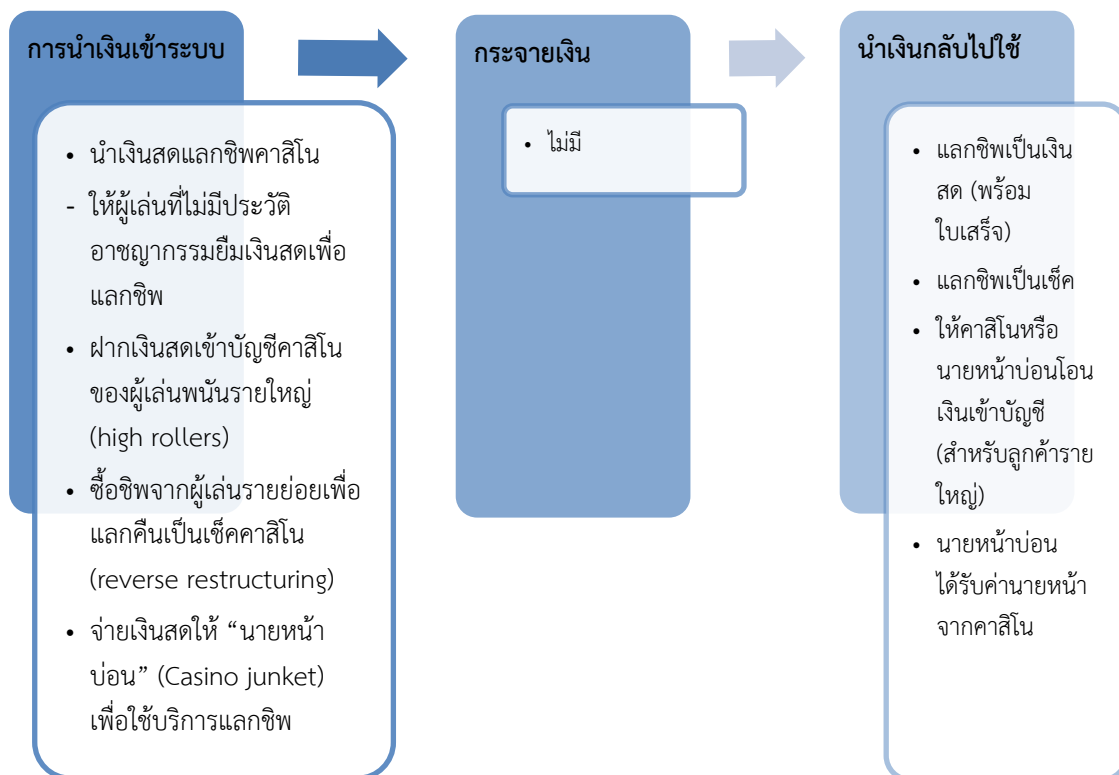 การนำเงินเข้าระบบ
• นำเงินสดแลกชิพคาสิโน
- ให้ผู้เล่นที่ไม่มีประวัติ
อาชญากรรมยืมเงินสดเพื่อ
แลกชิพ
• ฝากเงินสดเข้าบัญชีคาสิโน
ของผู้เล่นพนันรายใหญ่
(high rollers)
• ซื้อชิพจากผู้เล่นรายย่อยเพื่อ
แลกคืนเป็นเช็คคาสิโน
(reverse restructuring)
• จ่ายเงินสดให้ “นายหน้า
บ่อน” (Casino junket)
เพื่อใช้บริการแลกชิพ
กระจายเงิน
• ไม่มี
นำเงินกลับไปใช้
• แลกชิพเป็นเงิน
สด (พร้อม
ใบเสร็จ)
• แลกชิพเป็นเช็ค
• ให้คาสิโนหรือ
นายหน้าบ่อนโอน
เงินเข้าบัญชี
(สำหรับลูกค้าราย
ใหญ่)
• นายหน้าบ่อน
ได้รับค่านายหน้า
จากคาสิโน